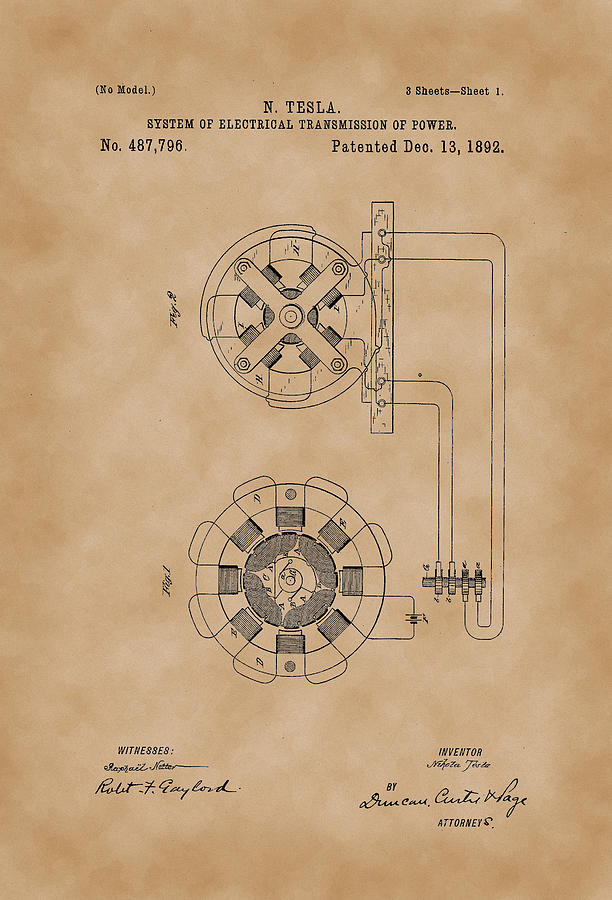 (No Model.)
3 Sheets—Sheet 1.
N. TESLA.
SYSTEM OF ELECTRICAL TRANSMISSION OF POWER.
No. 487,796.
Patented Dec. 13, 1892.
Fig. 2
H
H
Fig. 1
D
E
A
C
A
A
E
E
D
WITNESSES:
Raphaël Netter
Robt. F. Gaylord.
INVENTOR
Nikola Tesla
BY
Duncan, Curtis & Page
ATTORNEYS.